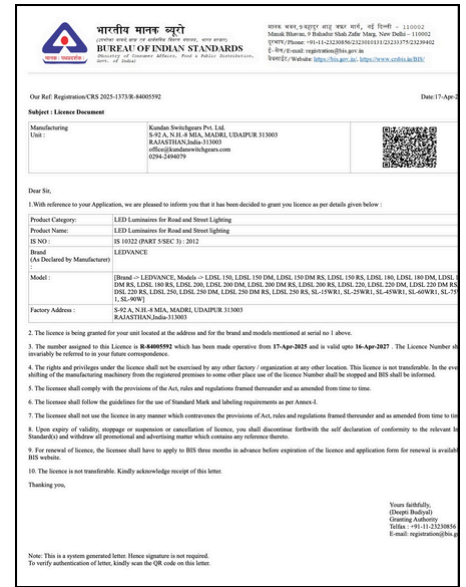 भारतीय मानक ब्यूरो
BUREAU OF INDIAN STANDARDS
(Ministry of Consumer Affairs, Food & Public Distribution, Govt. of India)
मानक भवन, 9 बहादुर शाह जफर मार्ग, नई दिल्ली - 110002
Manak Bhavan, 9 Bahadur Shah Zafar Marg, New Delhi – 110002
दूरभाष/Phone: +91-11-23230856/2323010131/23233375/23239402
ई-मेल/E-mail: registration@bis.gov.in
वेबसाईट/ Website: https://bis.gov.in/, https://www.crsbis.in/BIS/
Our Ref: Registration/CRS 2025-1373/R-84005592 Date:17-Apr-2
Subject : Licence Document
Manufacturing Unit : Kundan Switchgears Pvt. Ltd.
S-92 A, N.H.-8 MIA, MADRI, UDAIPUR 313003
RAJASTHAN,India-313003
office@kundanswitchgears.com
0294-2494079
Dear Sir,
1.With reference to your Application, we are pleased to inform you that it has been decided to grant you licence as per details given below :
Product Category: LED Luminaires for Road and Street Lighting
Product Name: LED Luminaires for Road and Street lighting
IS NO : IS 10322 (PART 5/SEC 3) : 2012
Brand LEDVANCE
(As Declared by Manufacturer)
:
Model : [Brand -> LEDVANCE, Models -> LDSL 150, LDSL 150 DM, LDSL 150 DM RS, LDSL 150 RS, LDSL 180, LDSL 180 DM, LDSL 1
DM RS, LDSL 180 RS, LDSL 200, LDSL 200 DM, LDSL 200 DM RS, LDSL 200 RS, LDSL 220, LDSL 220 DM, LDSL 220 DM RS,
DSL 220 RS, LDSL 250, LDSL 250 DM, LDSL 250 DM RS, LDSL 250 RS, SL-15WR1, SL-25WR1, SL-45WR1, SL-60WR1, SL-75
1, SL-90W]
Factory Address : S-92 A, N.H.-8 MIA, MADRI, UDAIPUR 313003
RAJASTHAN,India-313003
2. The licence is being granted for your unit located at the address and for the brand and models mentioned at serial no 1 above.
3. The number assigned to this Licence is R-84005592 which has been made operative from 17-Apr-2025 and is valid upto 16-Apr-2027 . The Licence Number sh
invariably be referred to in your future correspondence.
4. The rights and privileges under the licence shall not be exercised by any other factory / organization at any other location. This licence is not transferable. In the eve
shifting of the manufacturing machinery from the registered premises to some other place use of the licence Number shall be stopped and BIS shall be informed.
5. The licensee shall comply with the provisions of the Act, rules and regulations framed thereunder and as amended from time to time.
6. The licensee shall follow the guidelines for the use of Standard Mark and labeling requirements as per Annex-I.
7. The licensee shall not use the licence in any manner which contravenes the provisions of Act, rules and regulations framed thereunder and as amended from time to tim
8. Upon expiry of validity, stoppage or suspension or cancellation of licence, you shall discontinue forthwith the self declaration of conformity to the relevant In
Standard(s) and withdraw all promotional and advertising matter which contains any reference thereto.
9. For renewal of licence, the licensee shall have to apply to BIS three months in advance before expiration of the licence and application form for renewal is availab
BIS website.
10. The licence is not transferable. Kindly acknowledge receipt of this letter.
Thanking you,
Yours faithfully,
(Deepti Budiyal)
Granting Authority
Telfax : +91-11-23230856
E-mail: registration@bis.g
Note: This is a system generated letter. Hence signature is not required.
To verify authentication of letter, kindly scan the QR code on this letter.